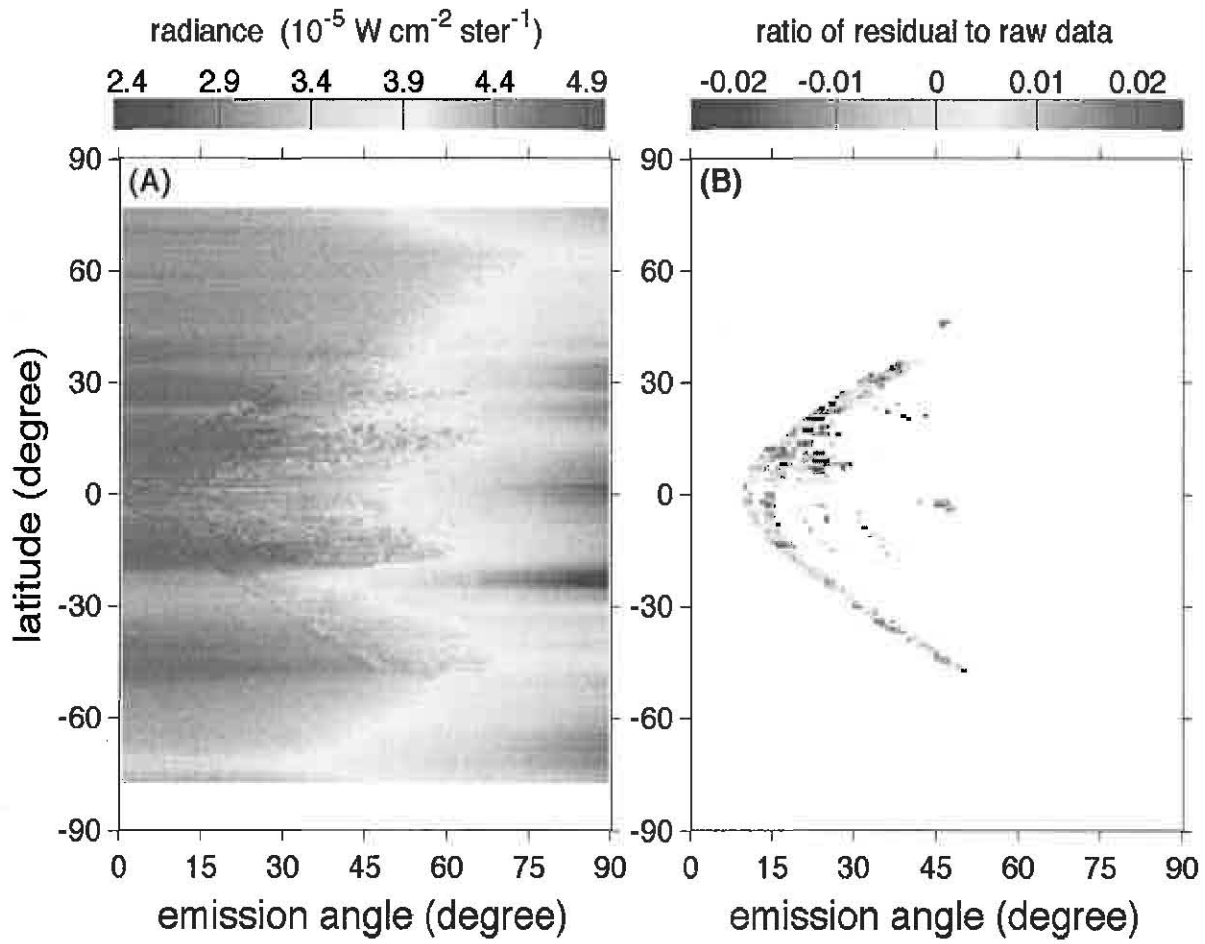 radiance (10⁻⁵ W cm⁻² ster⁻¹)
2.4 2.9 3.4 3.9 4.4 4.9
ratio of residual to raw data
-0.02 -0.01 0 0.01 0.02
latitude (degree)
90
60
30
0
-30
-60
-90
(A)
0 15 30 45 60 75 90
emission angle (degree)
90
60
30
0
-30
-60
-90
(B)
0 15 30 45 60 75 90
emission angle (degree)